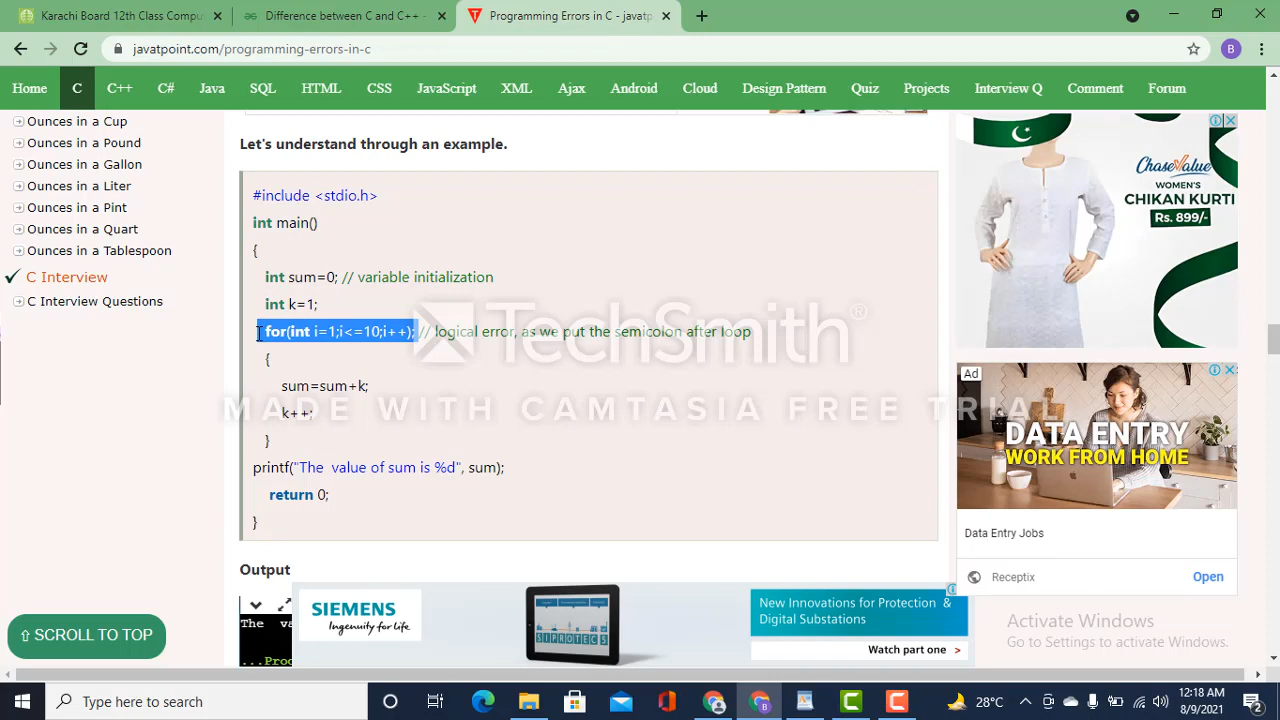 Karachi 12th Class Comput
Difference between C and C++ -
Programming Errors in C - javatp
B
javatpoint.com/programming-errors-in-c
Home C C++ C# Java SQL HTML CSS JavaScript XML Ajax Android Cloud Design Pattern Quiz Projects Interview Q Comment Forum
Ounces in a Cup
Ounces in a Pound
Ounces in a Gallon
Ounces in a Liter
Ounces in a Pint
Ounces in a Quart
Ounces in a Tablespoon
C Interview
C Interview Questions
SCROLL TO TOP
Let's understand through an example.
#include <stdio.h>
int main()
{
int sum=0; // variable initialization
int k=1;
for(int i=1;i<=10;i++); // logical error, as we put the semicolon after loop
{
sum=sum+k;
k++;
}
printf("The value of sum is %d", sum);
return 0;
}
Output
The va
...Pro
TechSmith®
MADE WITH CAMTASIA FREE TRIAL
ChaseValue
WOMEN'S
CHIKAN KURTI
Rs. 899/-
Ad
DATA ENTRY
WORK FROM HOME
Data Entry Jobs
Receptix
Open
SIEMENS
Ingenuity for life
SIPROTEC5
New Innovations for Protection &
Digital Substations
Watch part one >
Activate Windows
Go to Settings to activate Windows.
Type here to search
28°C
12:18 AM
8/9/2021
2